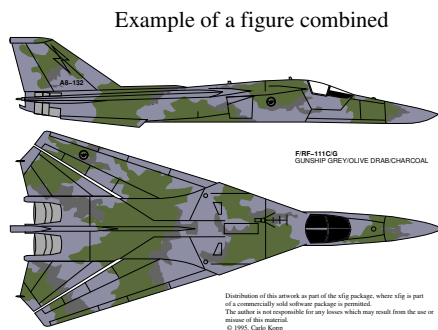 Example of a figure combined
A8-132
F/RF-111C/G
GUNSHIP GREY/OLIVE DRAB/CHARCOAL
Distribution of this artwork as part of the xfig package, where xfig is part
of a commercially sold software package is permitted.
The author is not responsible for any losses which may result from the use or
misuse of this material.
© 1995, Carlo Kopp